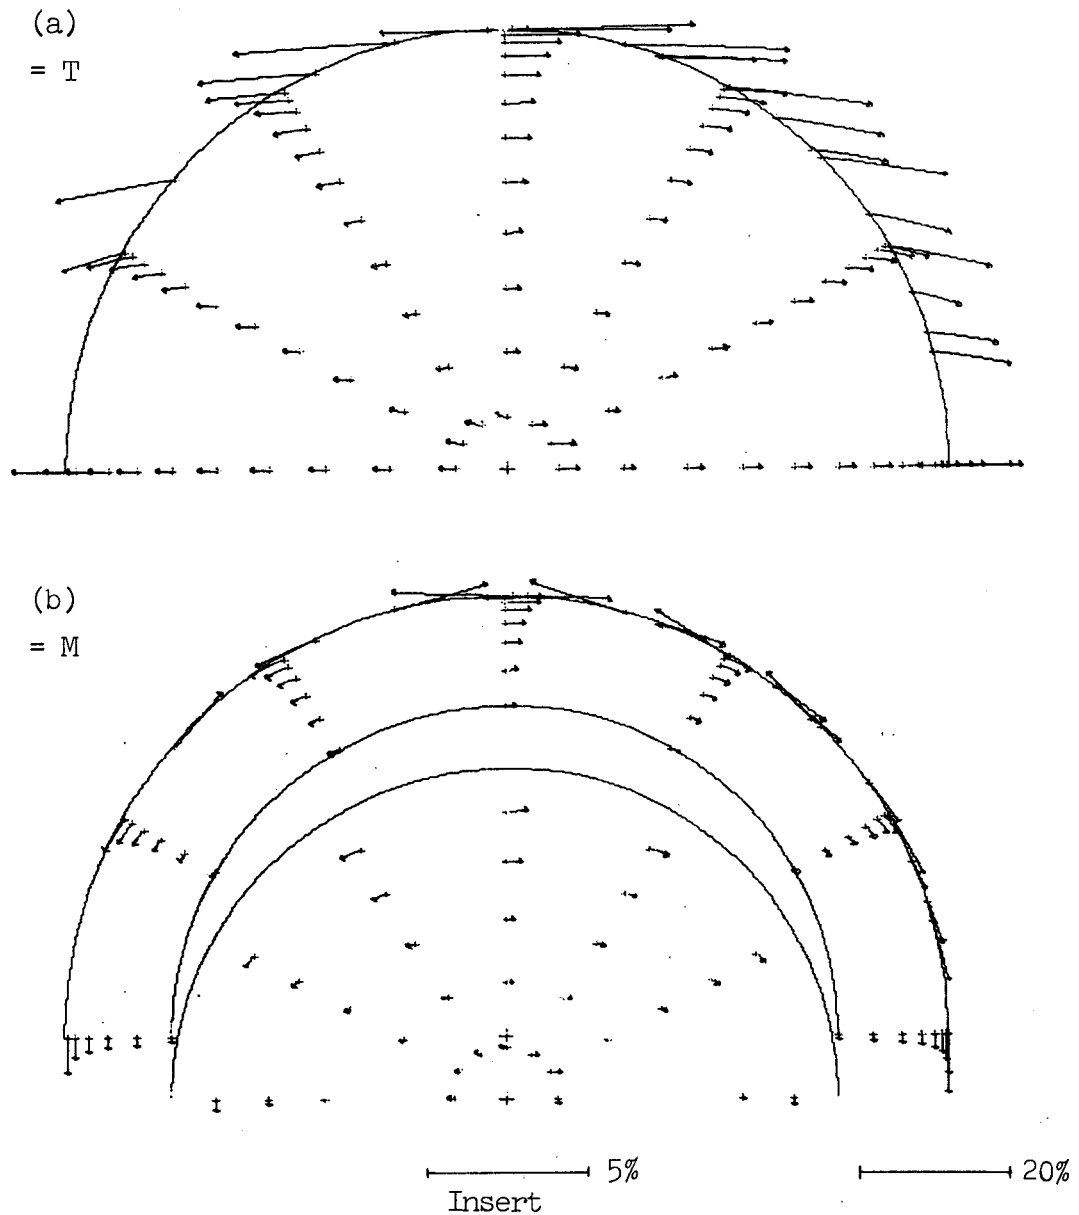 (a)
= T
(b)
= M
5%
20%
Insert